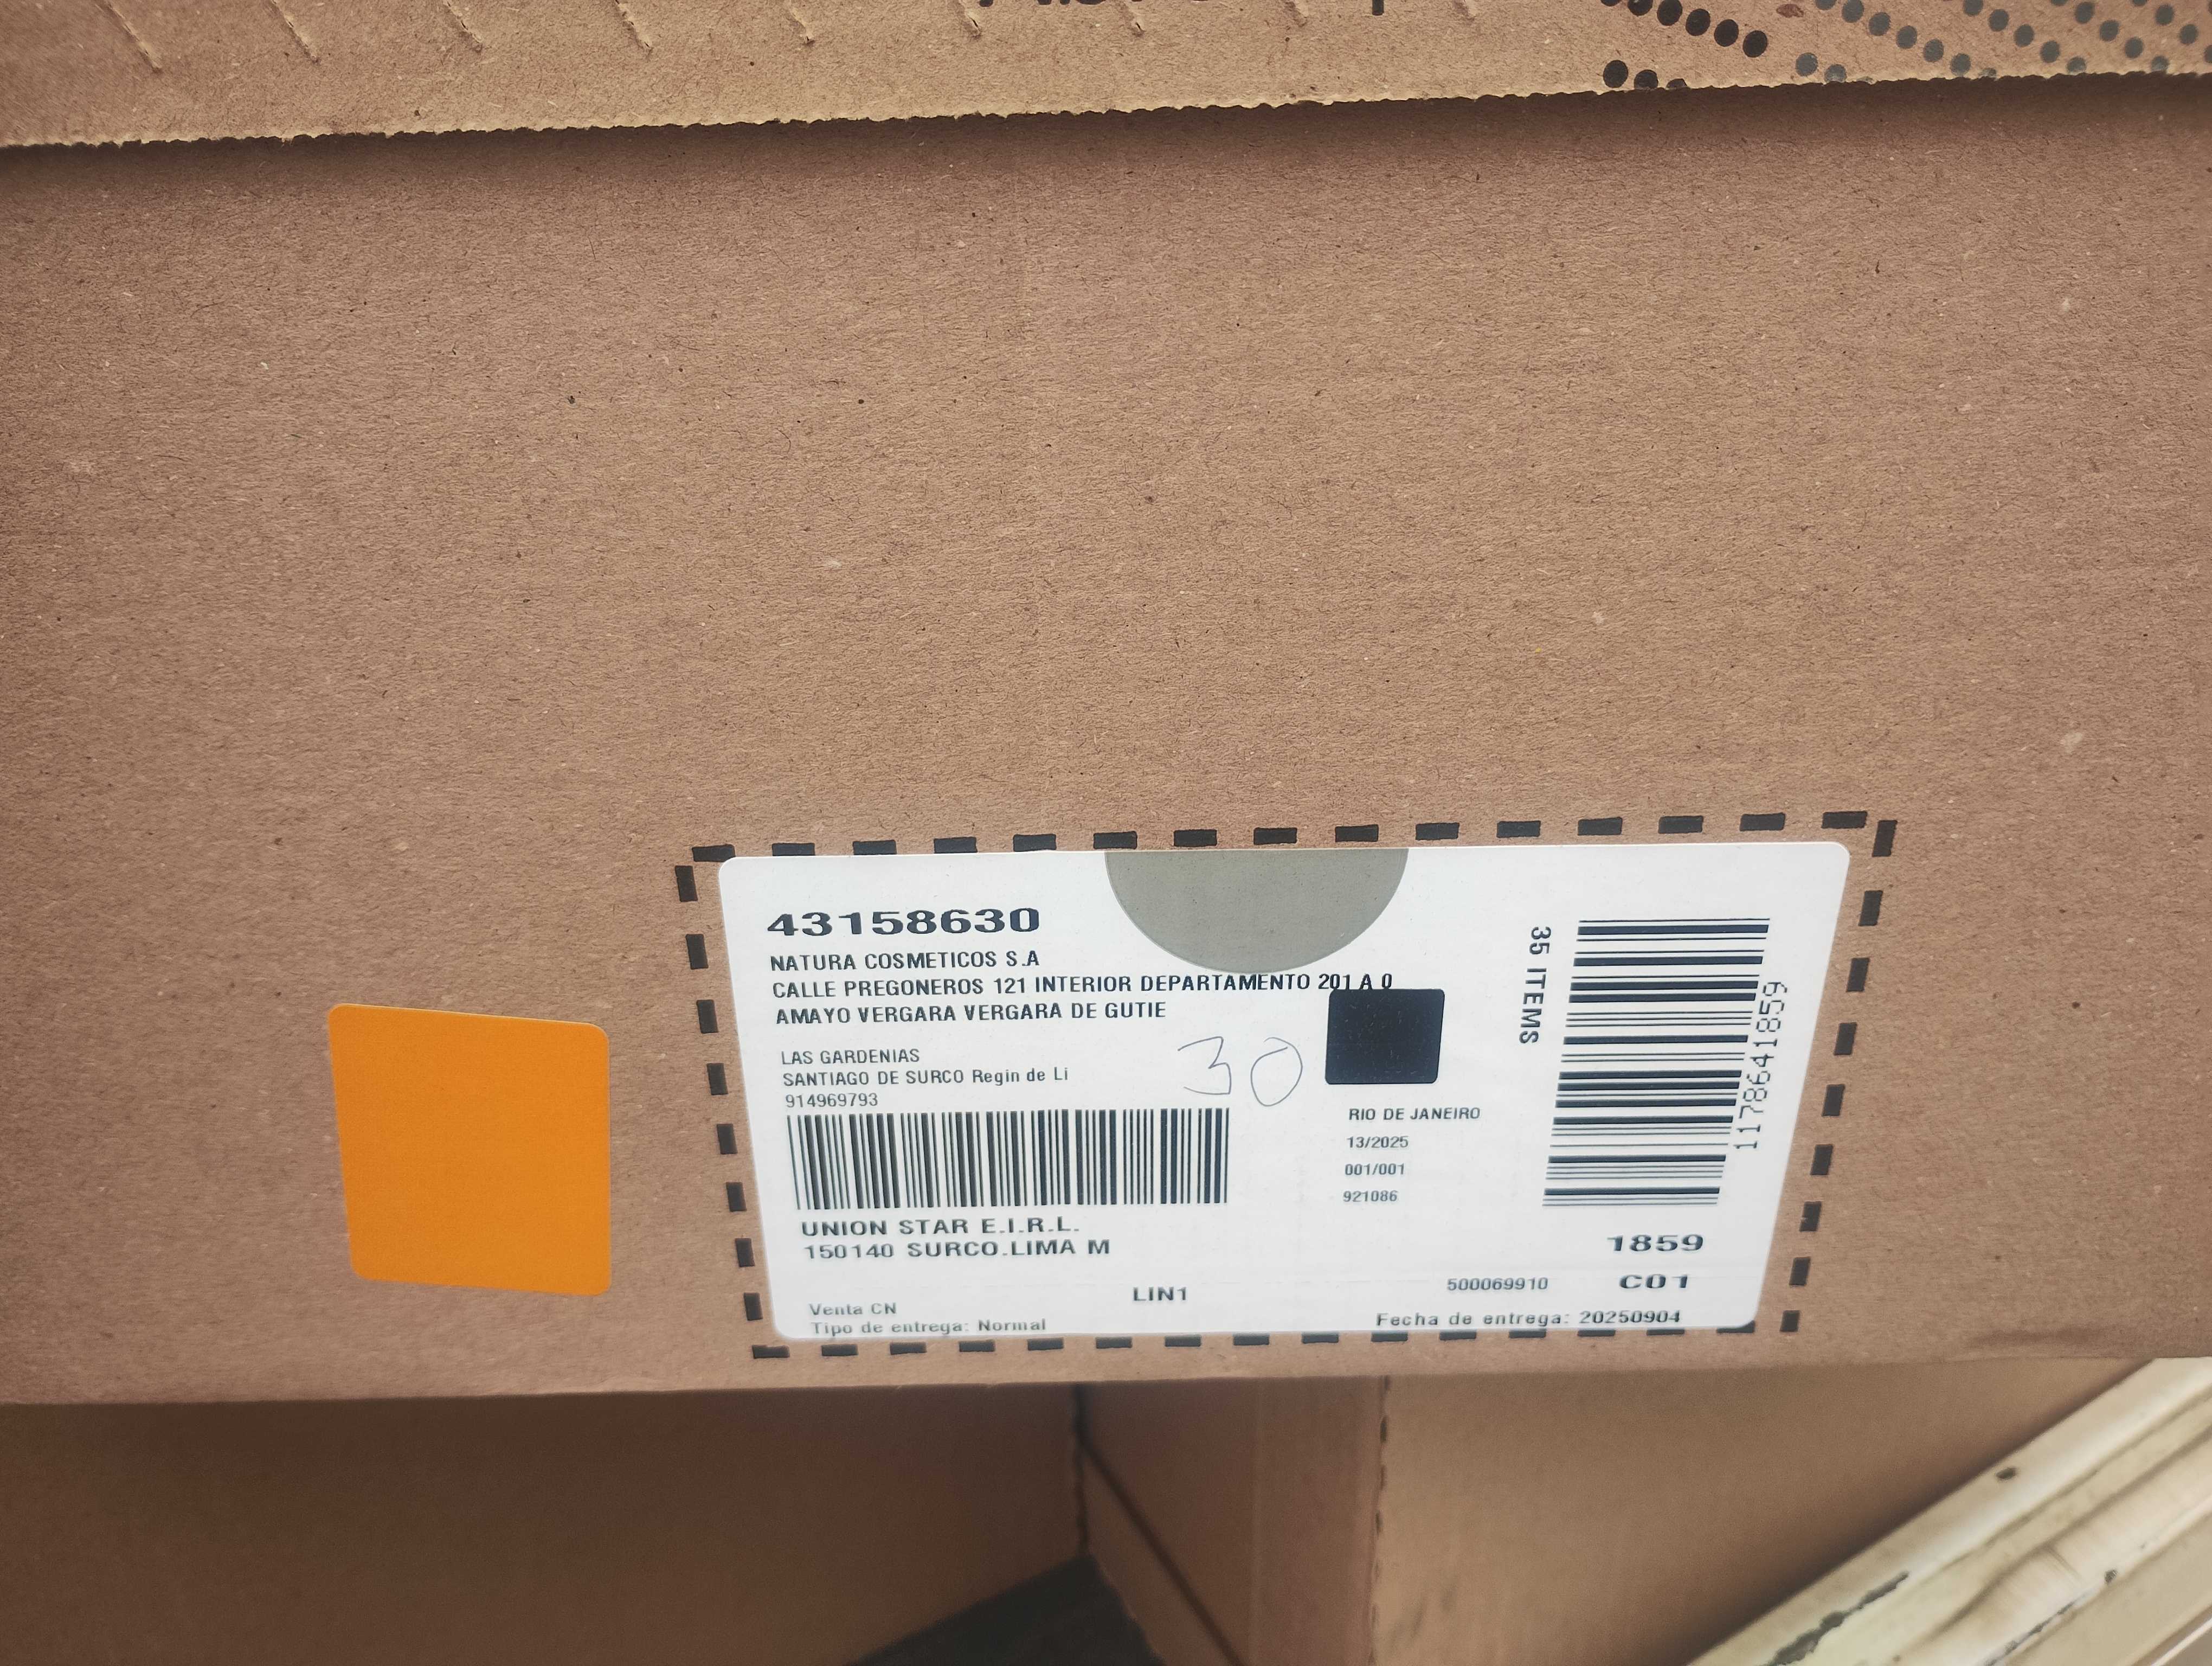 43158630
NATURA COSMETICOS S.A
CALLE PREGONEROS 121 INTERIOR DEPARTAMENTO 201 A 0
AMAYO VERGARA VERGARA DE GUTIE
LAS GARDENIAS
SANTIAGO DE SURCO Regin de Li
914969793
30
UNION STAR E.I.R.L.
150140 SURCO.LIMA M
LIN1
Venta CN
Tipo de entrega: Normal
RIO DE JANEIRO
13/2025
001/001
921086
35 ITEMS
1178641859
1859
500069910 C01
Fecha de entrega: 20250904